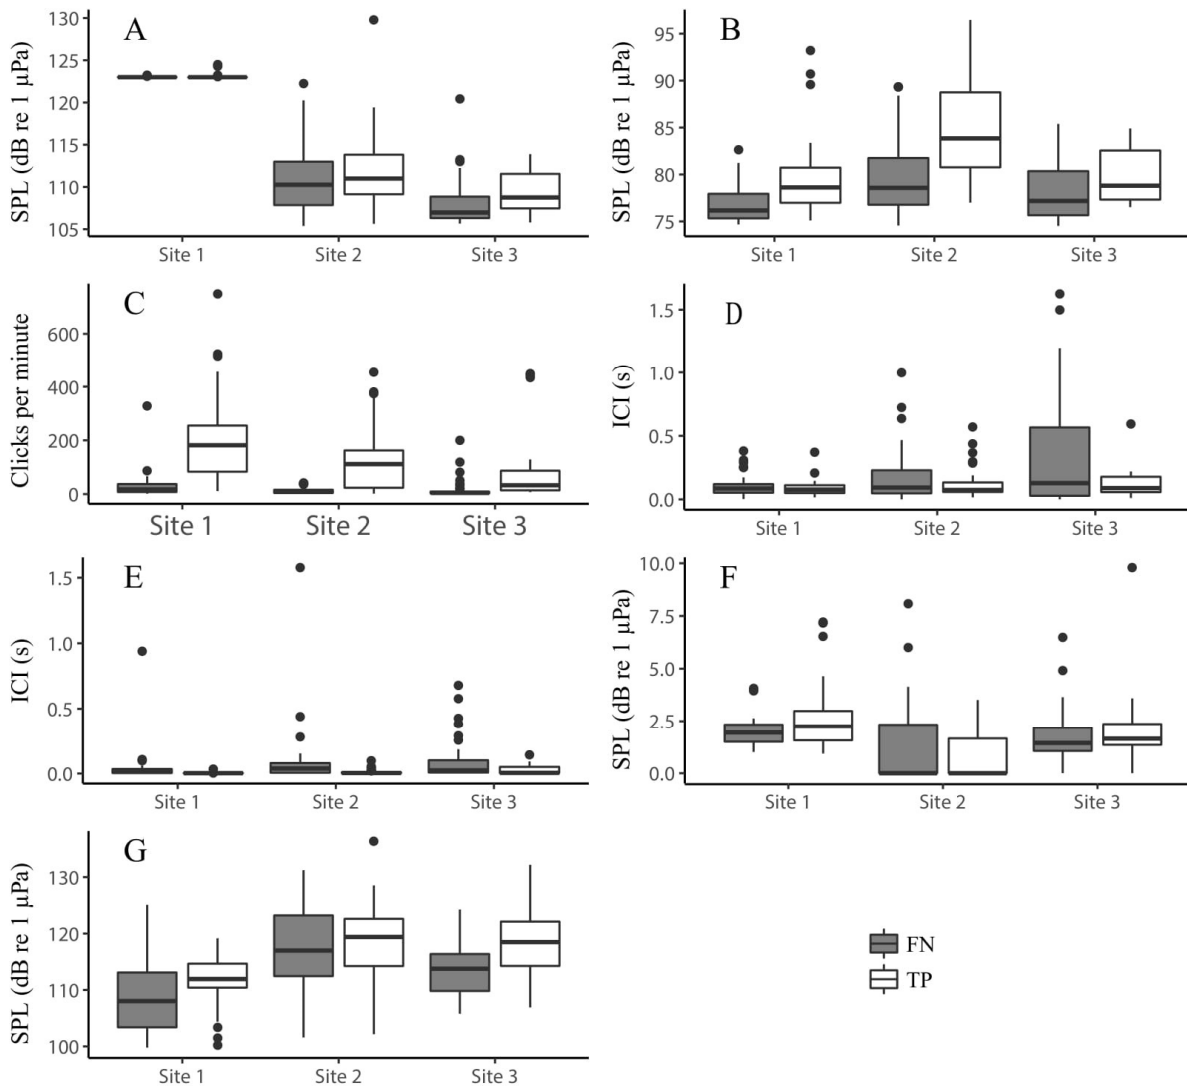 A
SPL (dB re 1 µPa)
130
125
120
115
110
105
Site 1 Site 2 Site 3
B
SPL (dB re 1 µPa)
95
90
85
80
75
Site 1 Site 2 Site 3
C
Clicks per minute
600
400
200
0
Site 1 Site 2 Site 3
D
ICI (s)
1.5
1.0
0.5
0.0
Site 1 Site 2 Site 3
E
ICI (s)
1.5
1.0
0.5
0.0
Site 1 Site 2 Site 3
F
SPL (dB re 1 µPa)
10.0
7.5
5.0
2.5
0.0
Site 1 Site 2 Site 3
G
SPL (dB re 1 µPa)
130
120
110
100
Site 1 Site 2 Site 3
FN
TP